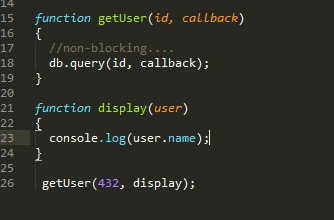 14
15 function getUser(id, callback)
16 {
17 //non-blocking....
18 db.query(id, callback);
19 }
20
21 function display(user)
22 {
23 console.log(user.name);
24 }
25
26 getUser(432, display);